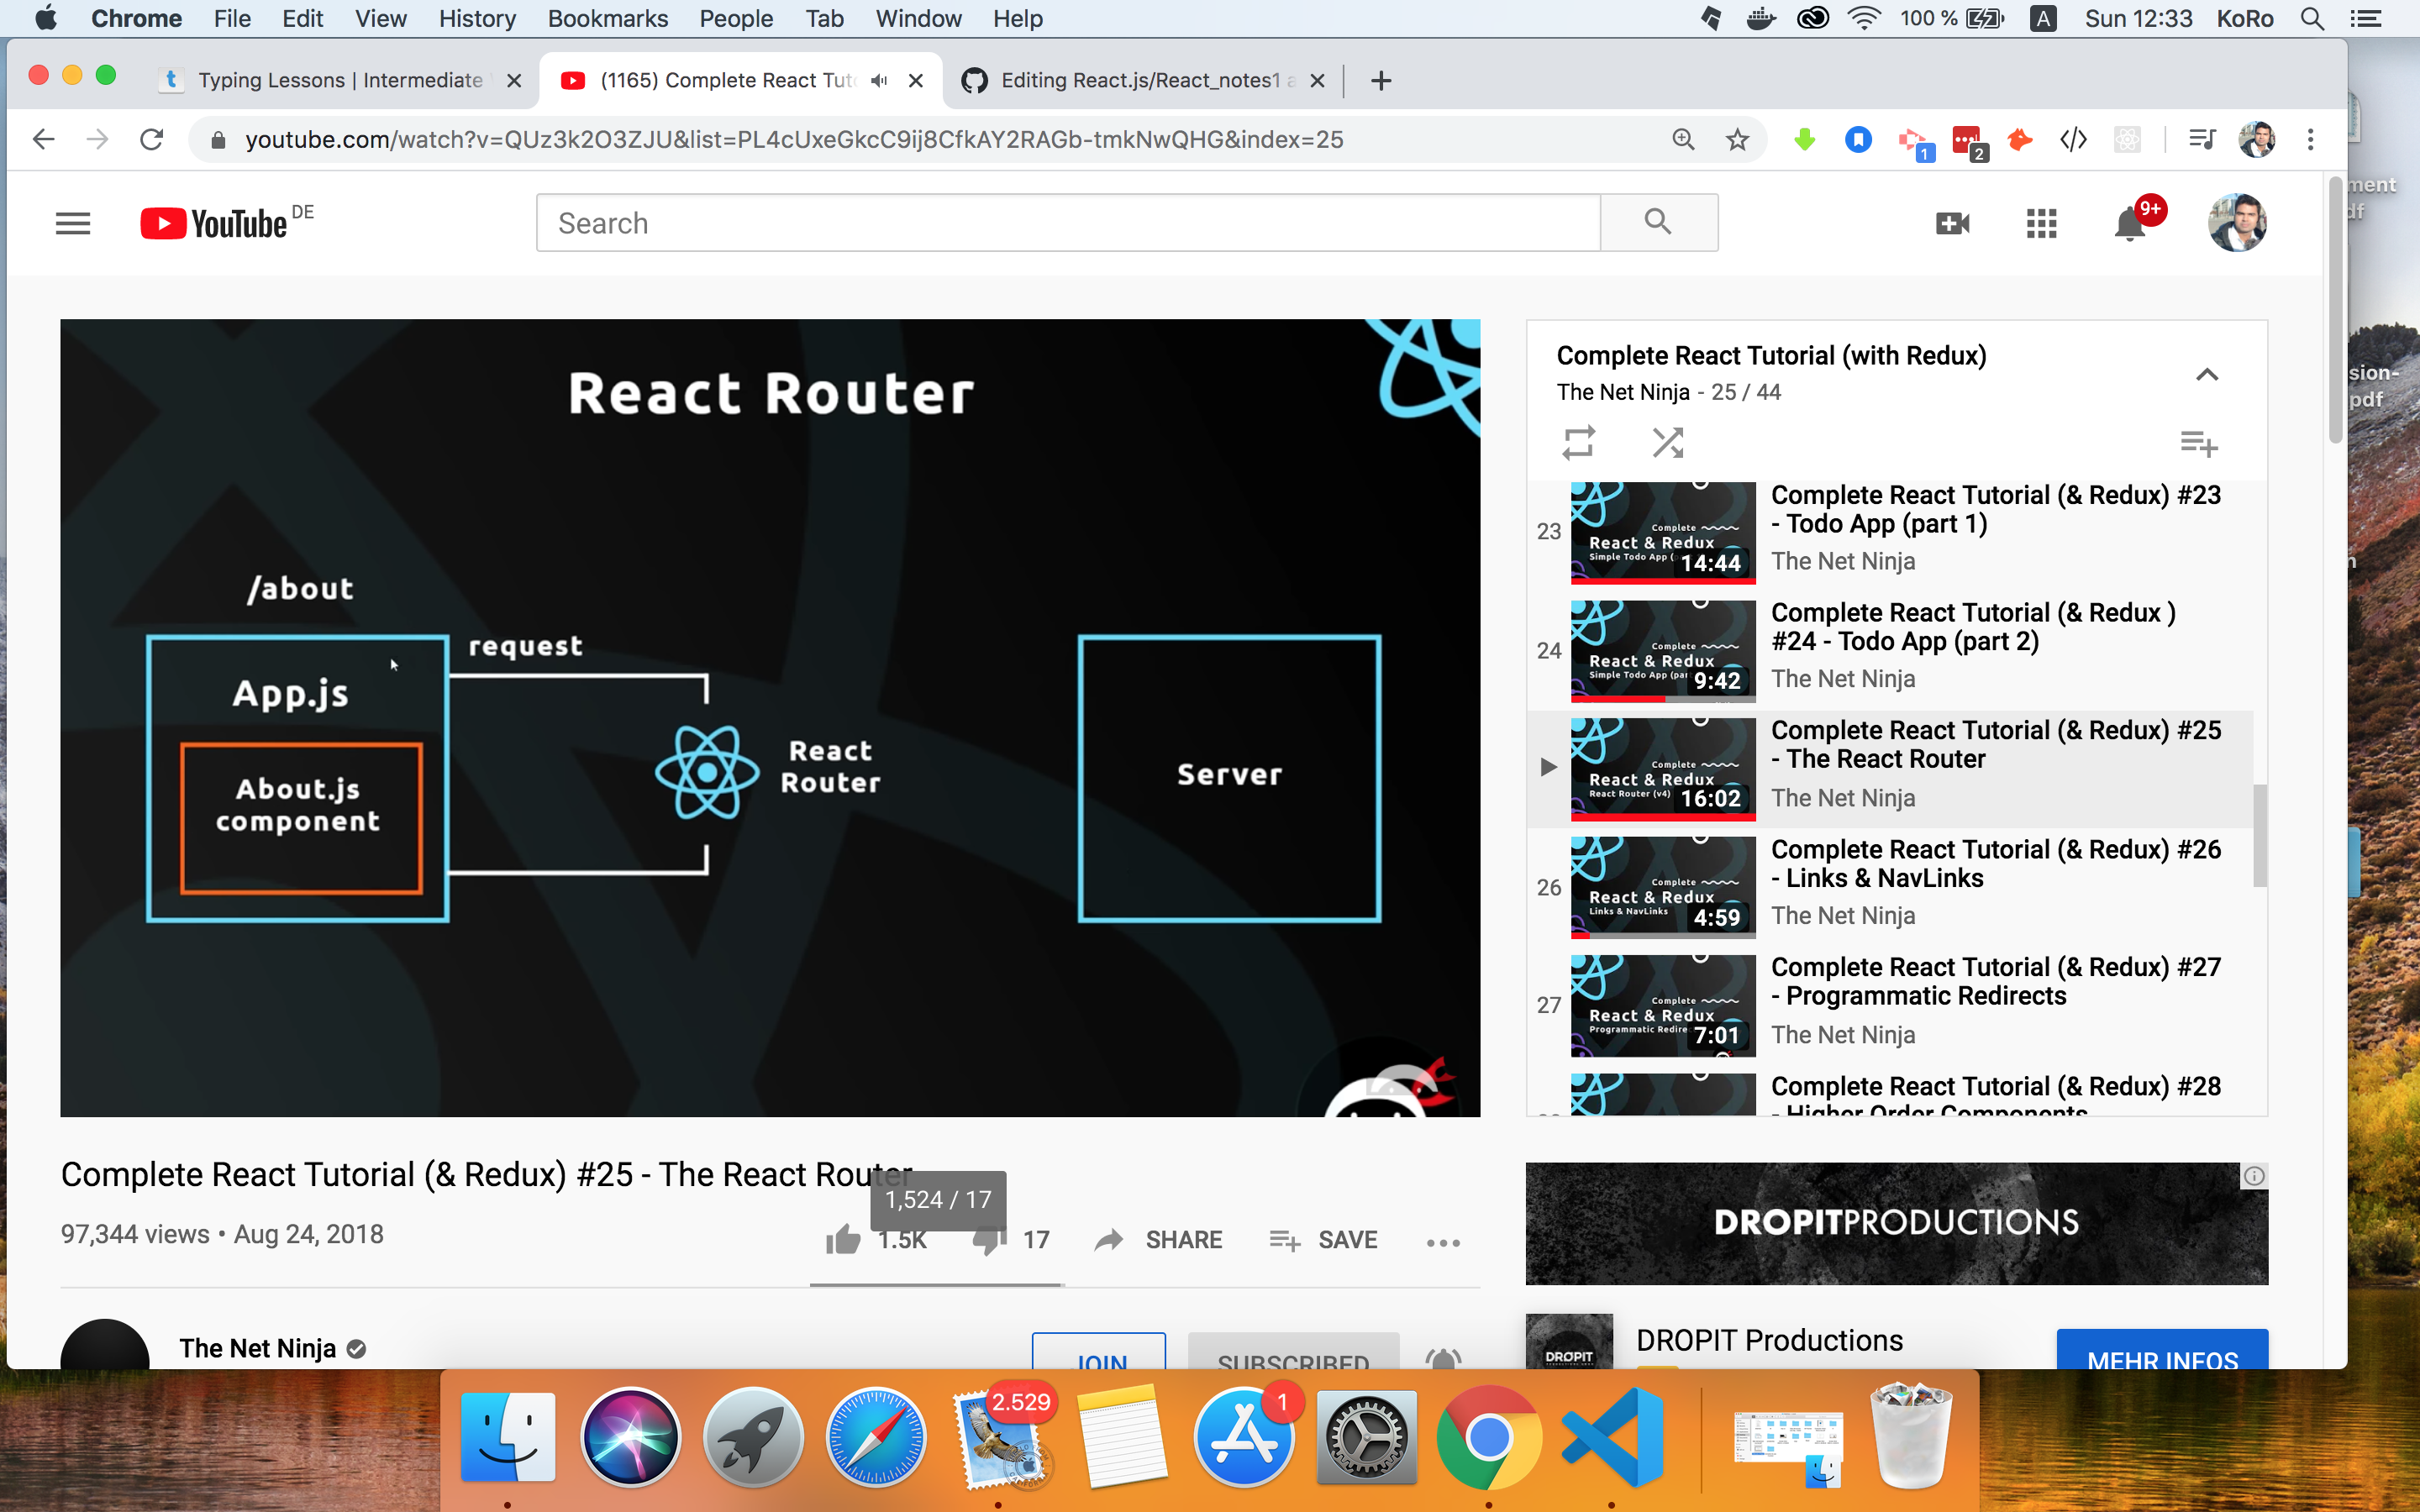 Chrome File Edit View History Bookmarks People Tab Window Help
100 % A Sun 12:33 KoRo
Typing Lessons | Intermediate
(1165) Complete React Tut
Editing React.js/React_notes1 a
youtube.com/watch?v=QUz3k2O3ZJU&list=PL4cUxeGkcC9ij8CfkAY2RAGb-tmkNwQHG&index=25
1
2
YouTube DE
Search
9+
React Router
/about
request
App.js
About.js
component
React
Router
Server
Complete React Tutorial (with Redux)
The Net Ninja - 25 / 44
23
Complete
React & Redux
Simple Todo App (
14:44
Complete React Tutorial (& Redux) #23
- Todo App (part 1)
The Net Ninja
24
Complete
React & Redux
Simple Todo App (par
9:42
Complete React Tutorial (& Redux )
#24 - Todo App (part 2)
The Net Ninja
Complete
React & Redux
React Router (v4)
16:02
Complete React Tutorial (& Redux) #25
- The React Router
The Net Ninja
26
Complete
React & Redux
Links & NavLinks
4:59
Complete React Tutorial (& Redux) #26
- Links & NavLinks
The Net Ninja
27
Complete
React & Redux
Programmatic Redire
7:01
Complete React Tutorial (& Redux) #27
- Programmatic Redirects
The Net Ninja
Complete React Tutorial (& Redux) #28
- Higher Order Components
Complete React Tutorial (& Redux) #25 - The React Router
1,524 / 17
97,344 views • Aug 24, 2018
1.5K 17 SHARE SAVE
The Net Ninja
JOIN
SUBSCRIBED
DROPITPRODUCTIONS
DROPIT
DROPIT Productions
MEHR INFOS
ment
df
sion-
pdf
2.529
1